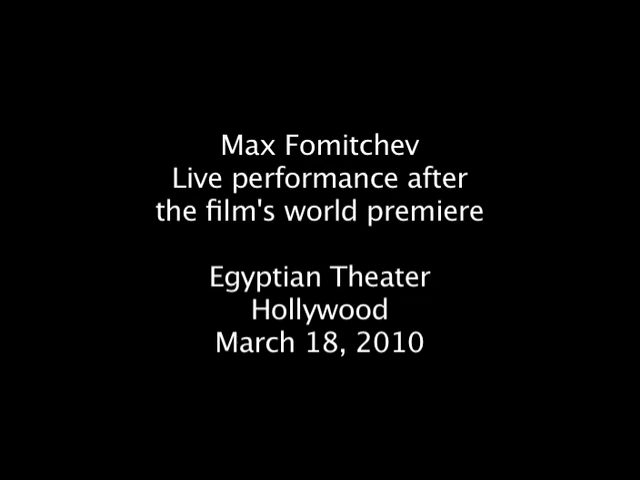 Max Fomitchev
Live performance after
the film's world premiere
Egyptian Theater
Hollywood
March 18, 2010